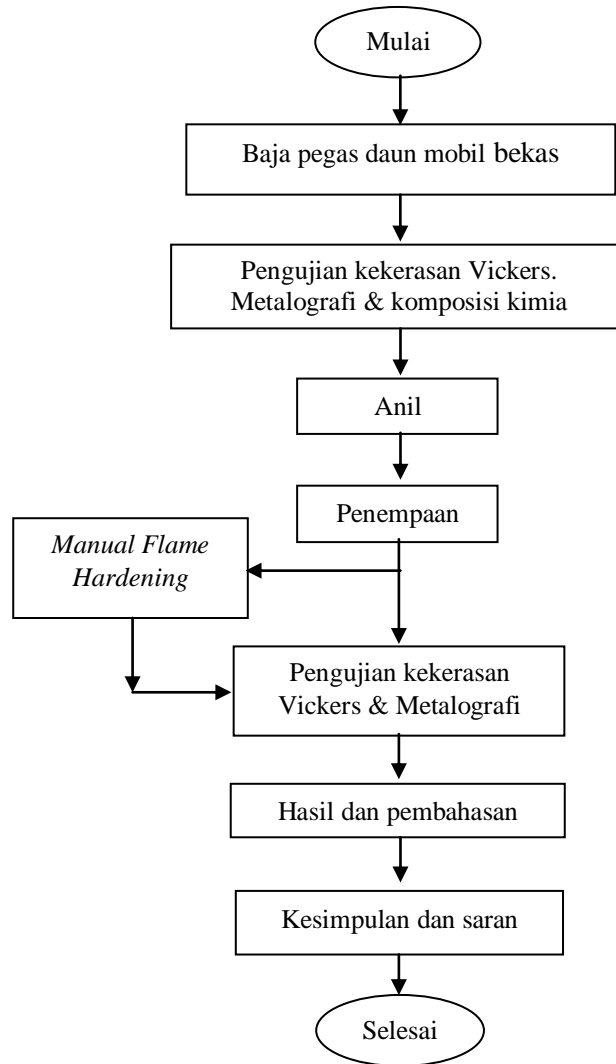 Mulai
Baja pegas daun mobil bekas
Pengujian kekerasan Vickers.
Metalografi & komposisi kimia
Anil
Penempaan
Manual Flame
Hardening
Pengujian kekerasan
Vickers & Metalografi
Hasil dan pembahasan
Kesimpulan dan saran
Selesai